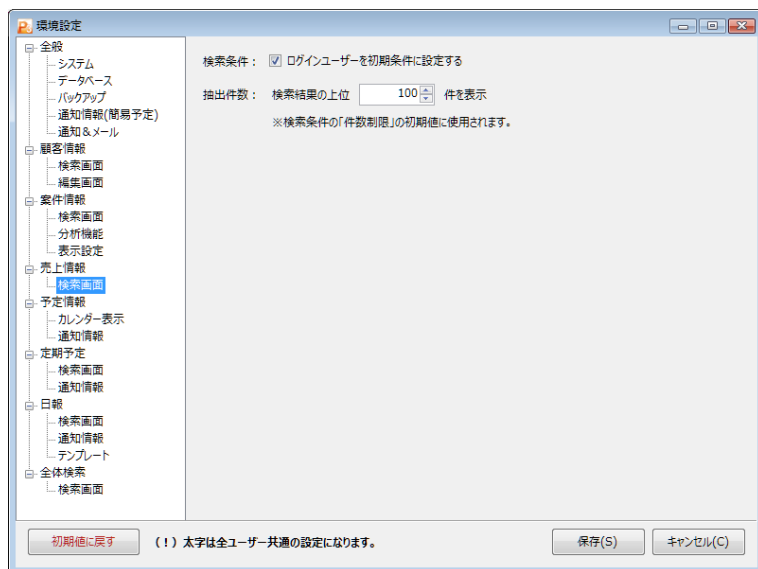 環境設定
全般
システム
データベース
バックアップ
通知情報(簡易予定)
通知&メール
顧客情報
検索画面
編集画面
案件情報
検索画面
分析機能
表示設定
売上情報
検索画面
予定情報
カレンダー表示
通知情報
定期予定
検索画面
通知情報
日報
検索画面
通知情報
テンプレート
全体検索
検索画面
検索条件: ログインユーザーを初期条件に設定する
抽出件数: 検索結果の上位 100 件を表示
※検索条件の「件数制限」の初期値に使用されます。
初期値に戻す (!) 太字は全ユーザー共通の設定になります。 保存(S) キャンセル(C)